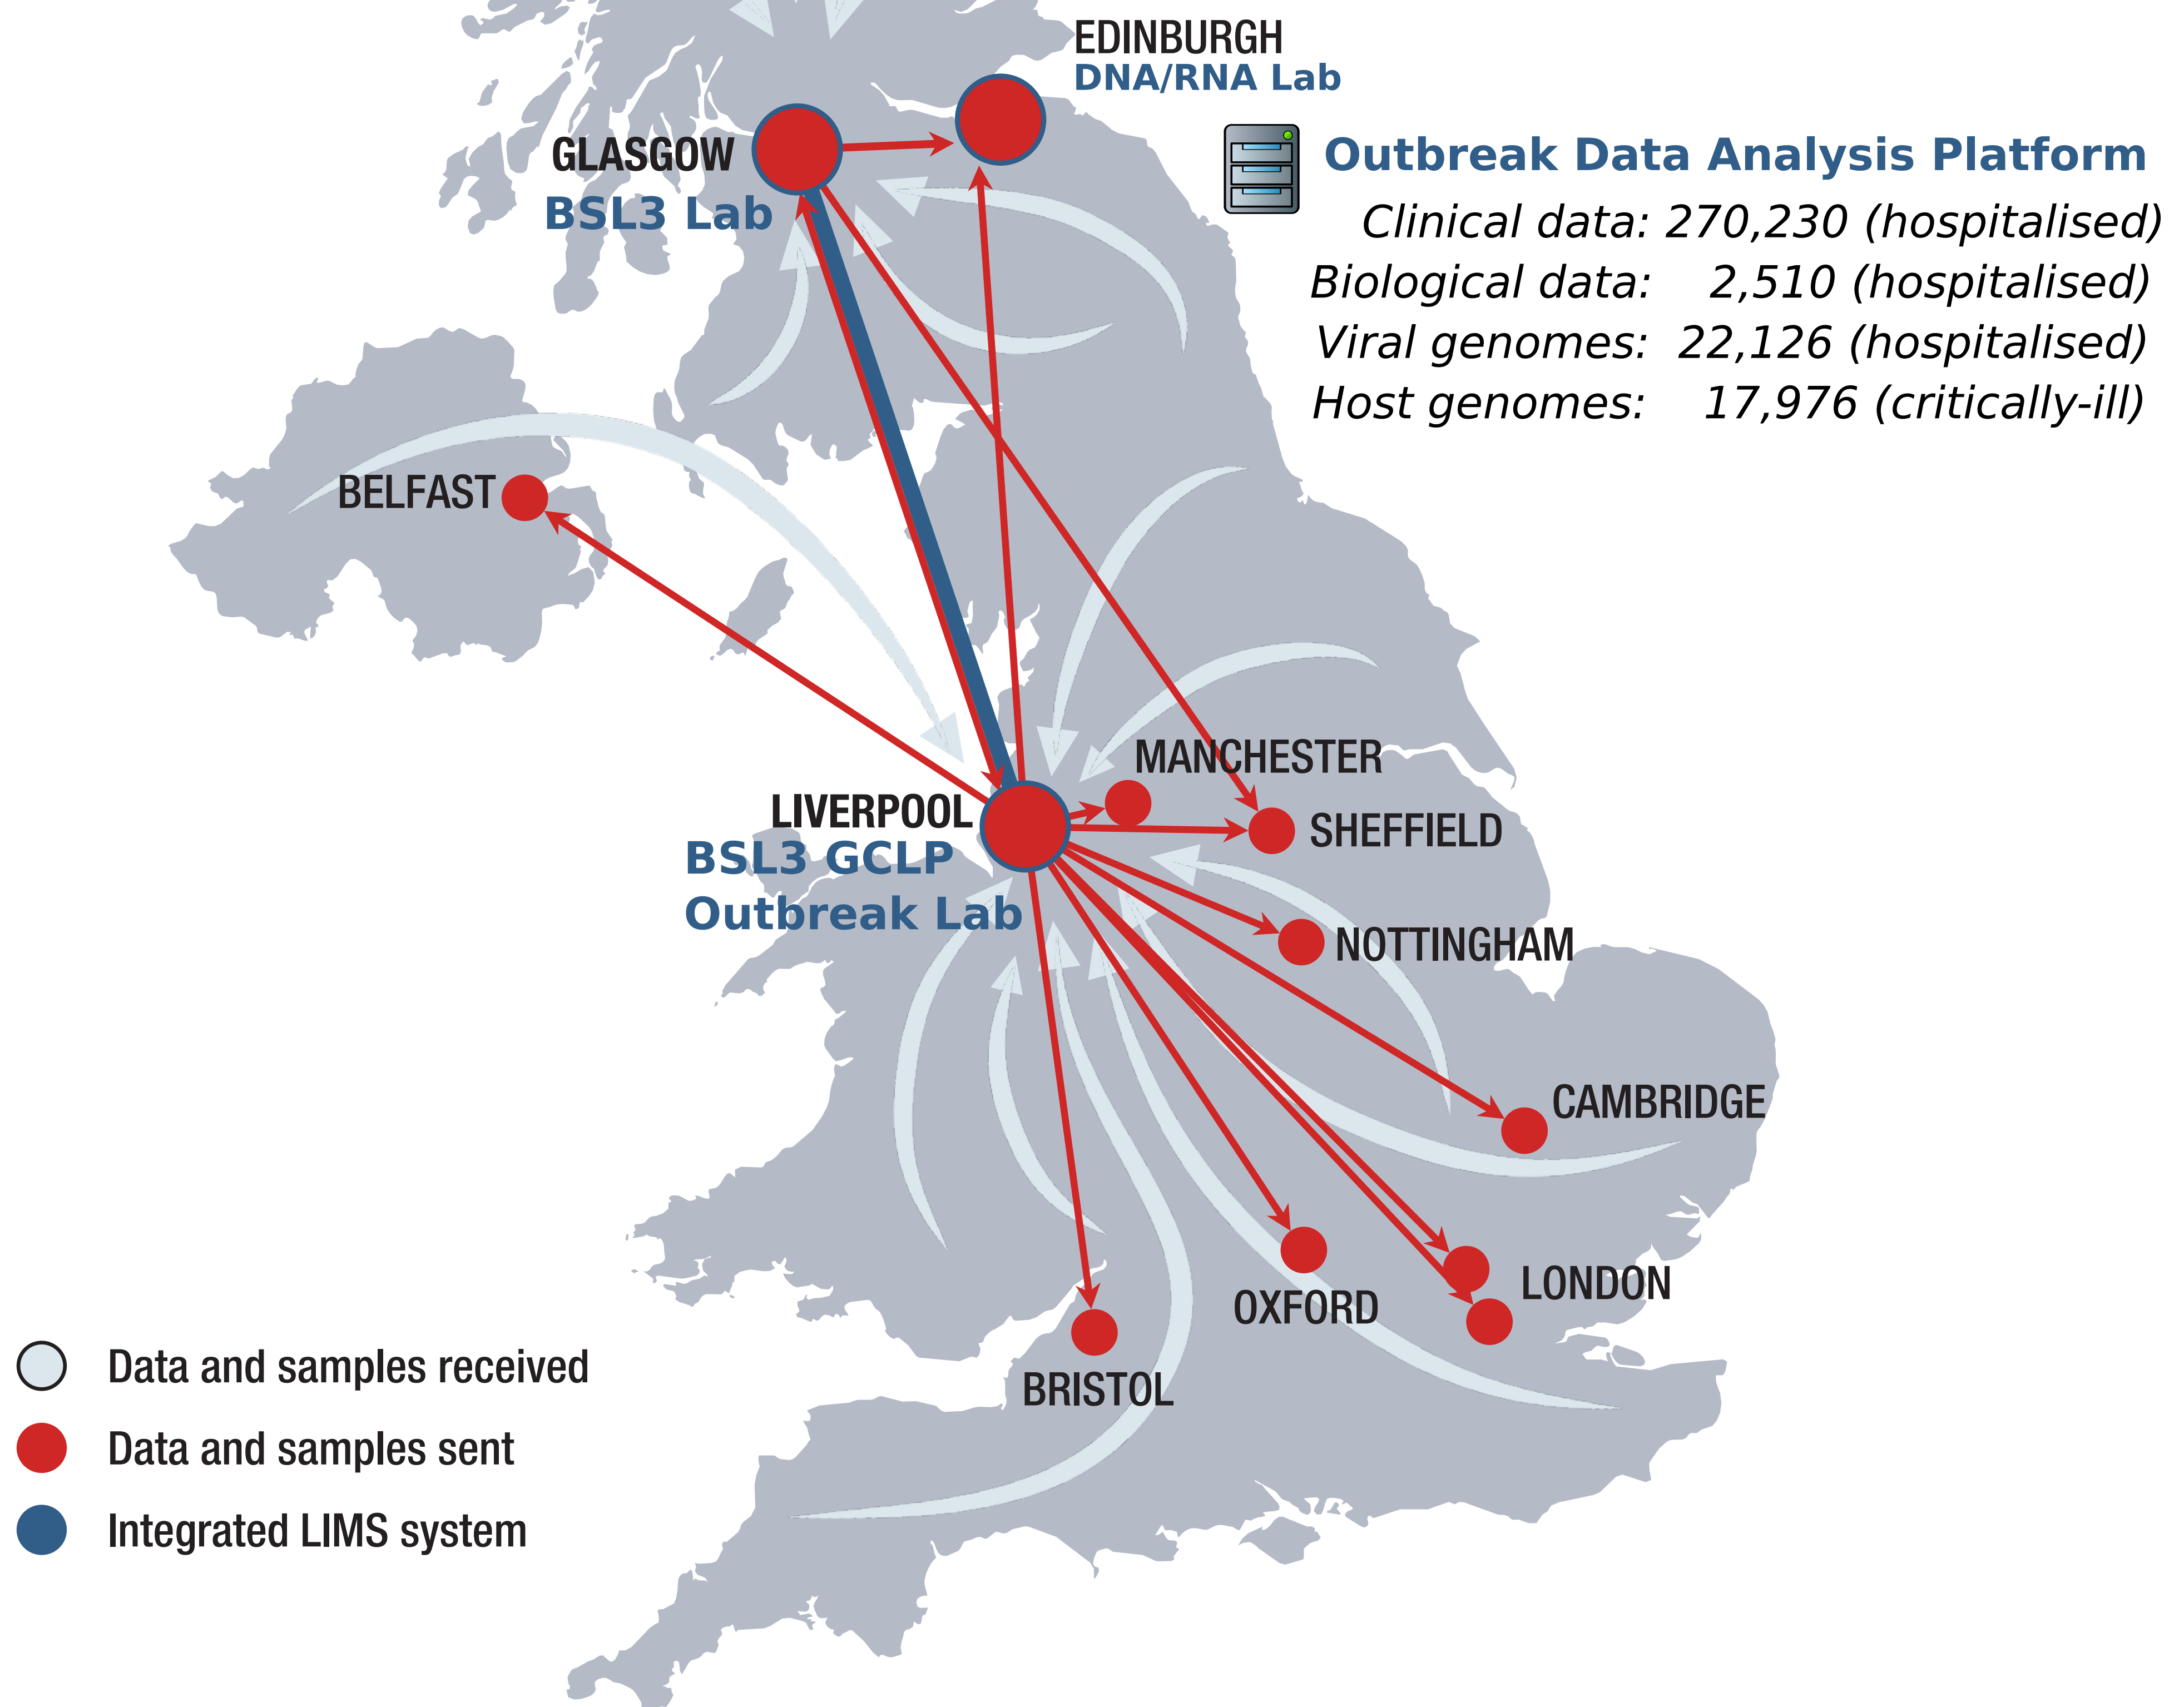 EDINBURGH
DNA/RNA Lab
GLASGOW
BSL3 Lab
Outbreak Data Analysis Platform
Clinical data: 270,230 (hospitalised)
Biological data: 2,510 (hospitalised)
Viral genomes: 22,126 (hospitalised)
Host genomes: 17,976 (critically-ill)
BELFAST
MANCHESTER
LIVERPOOL
BSL3 GCLP
Outbreak Lab
SHEFFIELD
NOTTINGHAM
CAMBRIDGE
LONDON
OXFORD
BRISTOL
Data and samples received
Data and samples sent
Integrated LIMS system